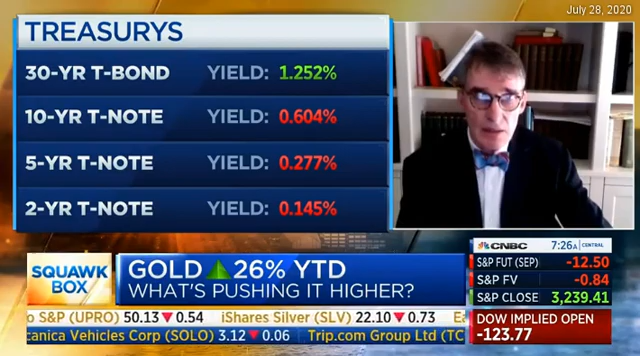 July 28, 2020
TREASURYS
30-YR T-BOND YIELD: 1.252%
10-YR T-NOTE YIELD: 0.604%
5-YR T-NOTE YIELD: 0.277%
2-YR T-NOTE YIELD: 0.145%
SQUAWK BOX
GOLD ▲ 26% YTD
WHAT'S PUSHING IT HIGHER?
CNBC 7:26A CENTRAL
S&P FUT (SEP) -12.50
S&P FV -0.84
S&P CLOSE 3,239.41
DOW IMPLIED OPEN
-123.77
o S&P (UPRO) 50.13 ▼ 0.54 iShares Silver (SLV) 22.10 ▼ 0.73 E
canica Vehicles Corp (SOLO) 3.12 ▼ 0.06 Trip.com Group Ltd (TC